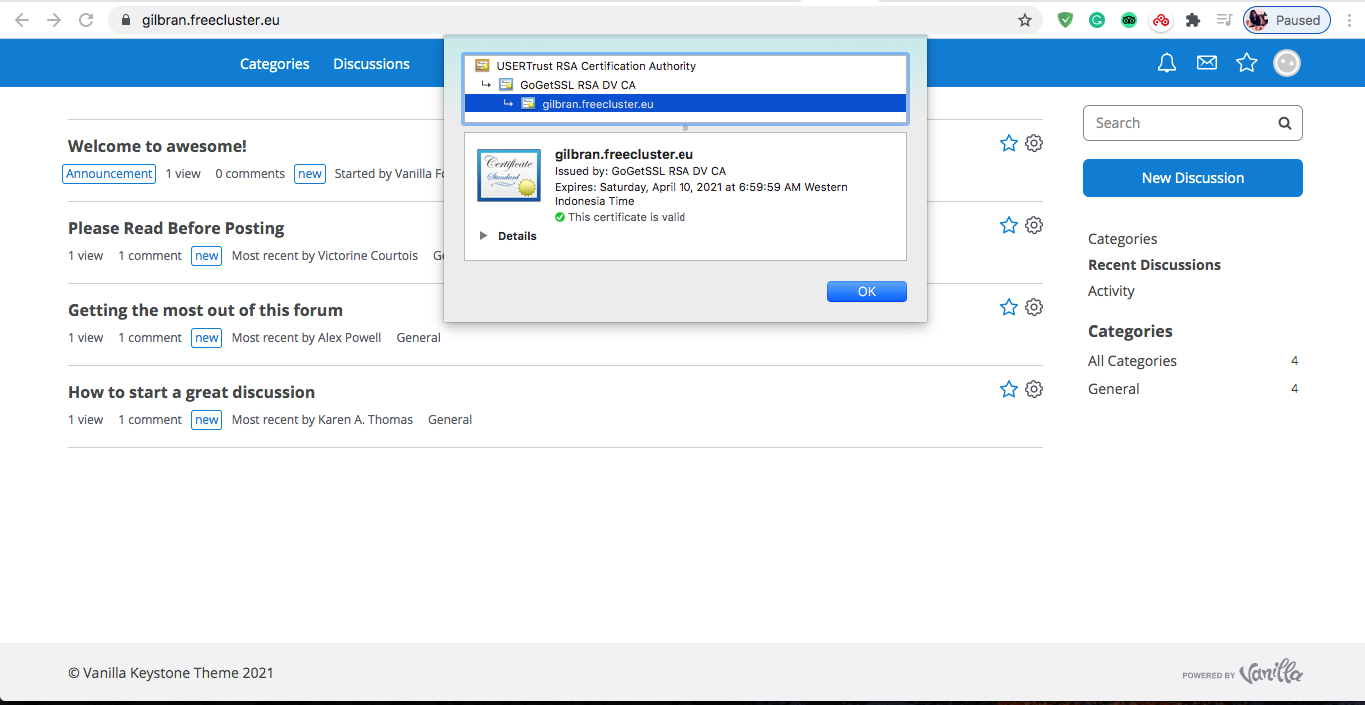 gilbran.freecluster.eu
Paused
Categories
Discussions
USERTrust RSA Certification Authority
GoGetSSL RSA DV CA
gilbran.freecluster.eu
Certificate
Standard
gilbran.freecluster.eu
Issued by: GoGetSSL RSA DV CA
Expires: Saturday, April 10, 2021 at 6:59:59 AM Western
Indonesia Time
This certificate is valid
Details
OK
Welcome to awesome!
Announcement 1 view 0 comments new Started by Vanilla Fo
Please Read Before Posting
1 view 1 comment new Most recent by Victorine Courtois Ge
Getting the most out of this forum
1 view 1 comment new Most recent by Alex Powell General
How to start a great discussion
1 view 1 comment new Most recent by Karen A. Thomas General
Search
New Discussion
Categories
Recent Discussions
Activity
Categories
All Categories 4
General 4
© Vanilla Keystone Theme 2021
POWERED BY Vanilla